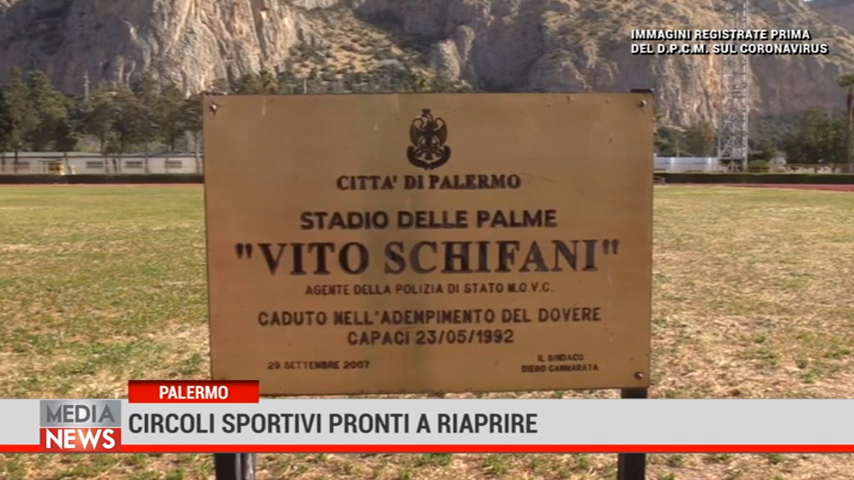 IMMAGINI REGISTRATE PRIMA
DEL D.P.C.M. SUL CORONAVIRUS
CITTA' DI PALERMO
STADIO DELLE PALME
"VITO SCHIFANI"
AGENTE DELLA POLIZIA DI STATO M.O.V.C.
CADUTO NELL'ADEMPIMENTO DEL DOVERE
CAPACI 23/05/1992
29 SETTEMBRE 2007
IL SINDACO
DIEGO CAMMARATA
PALERMO
MEDIA
NEWS
CIRCOLI SPORTIVI PRONTI A RIAPRIRE